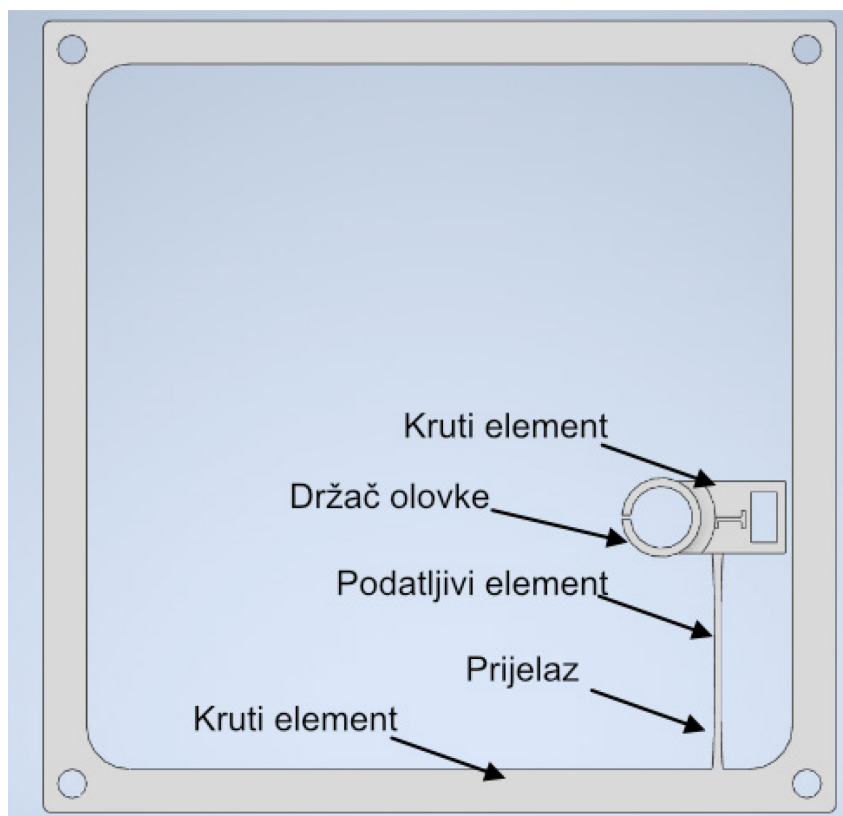 Kruti element
Držač olovke
Podatljivi element
Prijelaz
Kruti element